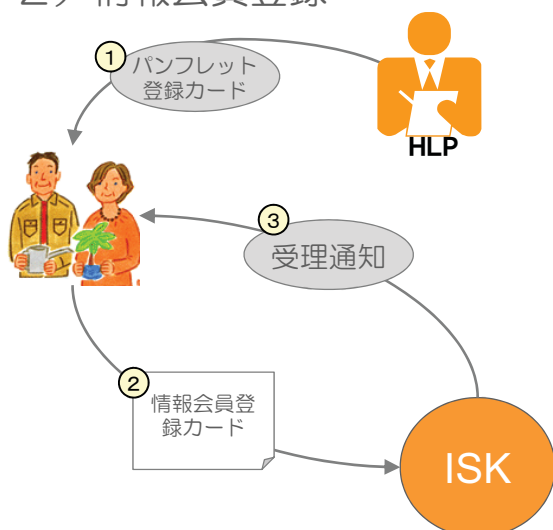 2）情報会員登録
1
パンフレット
登録カード
HLP
3
受理通知
2
情報会員登
録カード
ISK